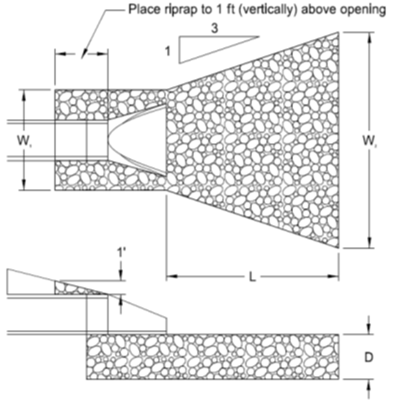 Place riprap to 1 ft (vertically) above opening
3
1
W,
W,
1'
L
D